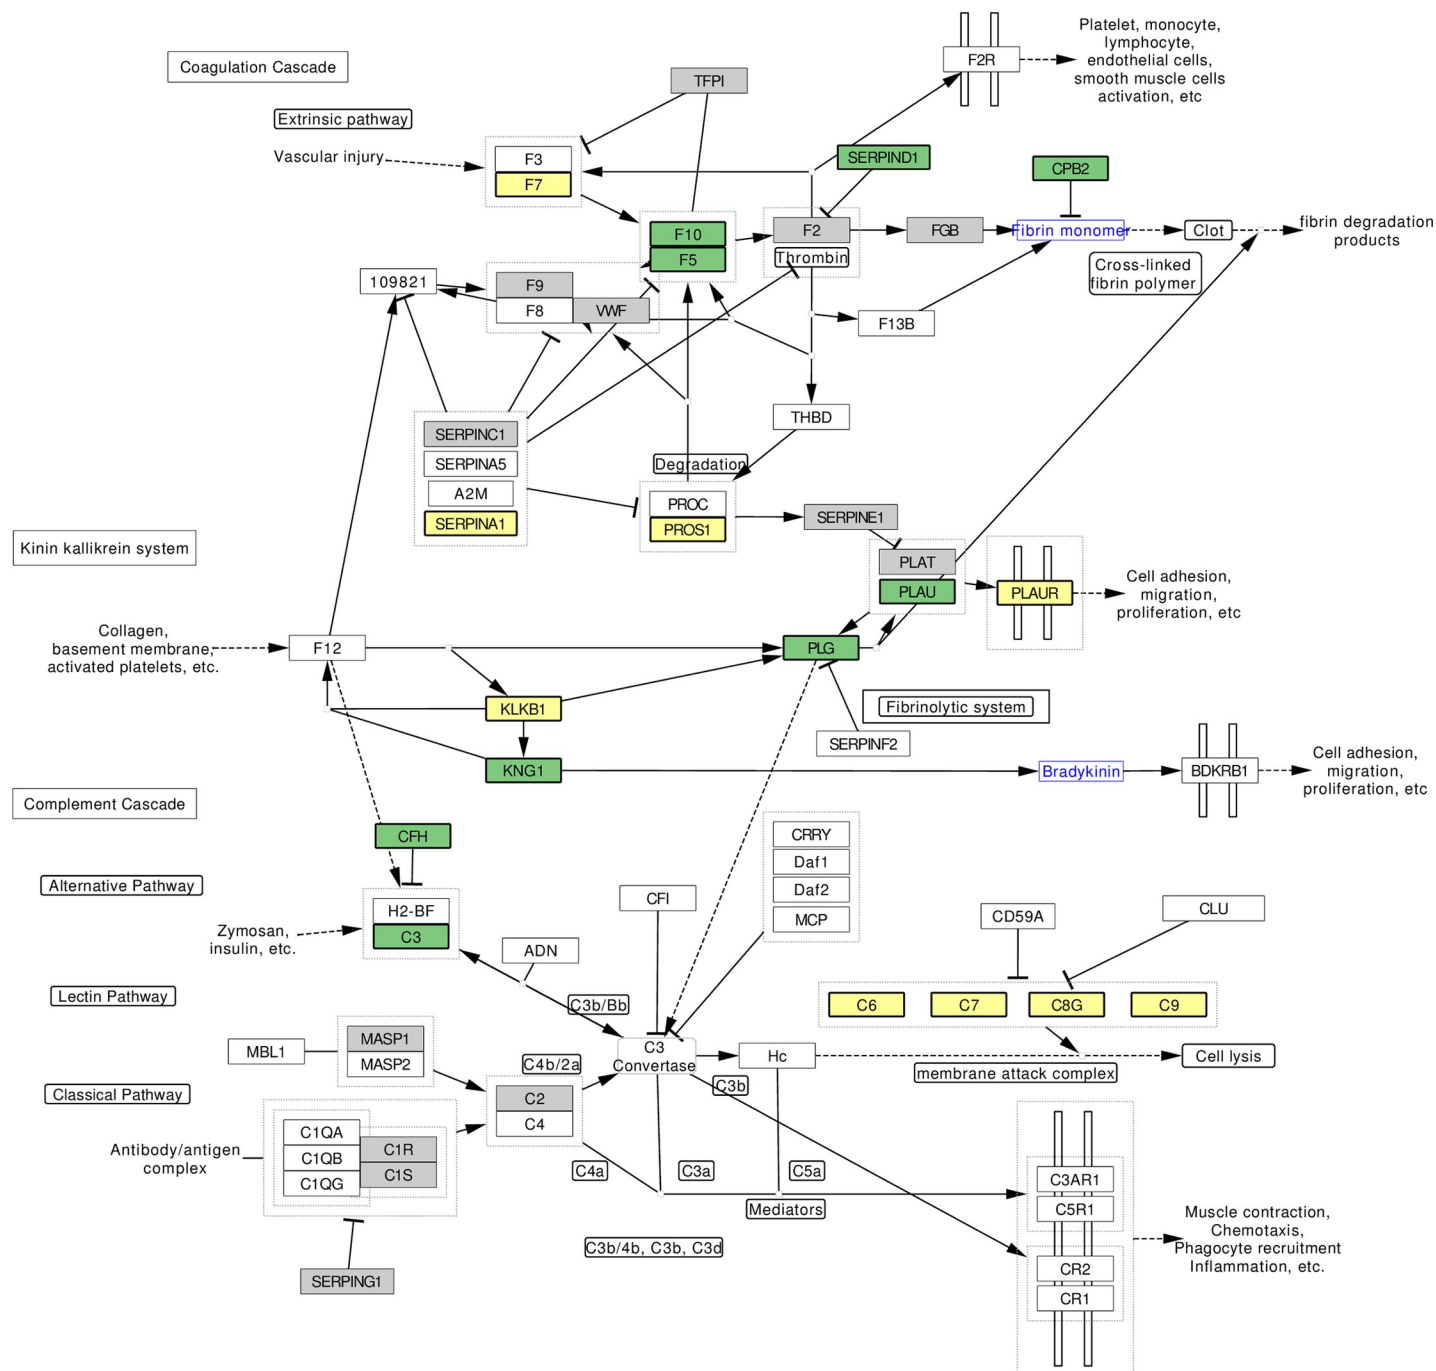 Platelet, monocyte,
lymphocyte,
endothelial cells,
smooth muscle cells
activation, etc
F2R
Coagulation Cascade
TFPI
Extrinsic pathway
Vascular injury
F3
F7
SERPIND1
CPB2
F10
F5
F2
Thrombin
FGB
Fibrin monomer
Clot
fibrin degradation
products
Cross-linked
fibrin polymer
109821
F9
F8
VWF
F13B
THBD
SERPINC1
SERPINA5
A2M
SERPINA1
Degradation
PROC
PROS1
SERPINE1
PLAT
PLAU
PLAUR
Cell adhesion,
migration,
proliferation, etc
Kinin kallikrein system
Collagen,
basement membrane,
activated platelets, etc.
F12
PLG
KLKB1
Fibrinolytic system
SERPINF2
KNG1
Bradykinin
BDKRB1
Cell adhesion,
migration,
proliferation, etc
Complement Cascade
CFH
CRRY
Daf1
Daf2
MCP
Alternative Pathway
H2-BF
C3
CFI
CD59A
CLU
Zymosan,
insulin, etc.
ADN
Lectin Pathway
C3b/Bb
C6
C7
C8G
C9
MASP1
MASP2
MBL1
C3
Convertase
Hc
Cell lysis
C4b/2a
membrane attack complex
C3b
Classical Pathway
C2
C4
C1QA
C1QB
C1QG
C1R
C1S
Antibody/antigen
complex
C4a
C3a
C5a
C3AR1
C5R1
Mediators
Muscle contraction,
Chemotaxis,
Phagocyte recruitment
Inflammation, etc.
C3b/4b, C3b, C3d
CR2
CR1
SERPING1